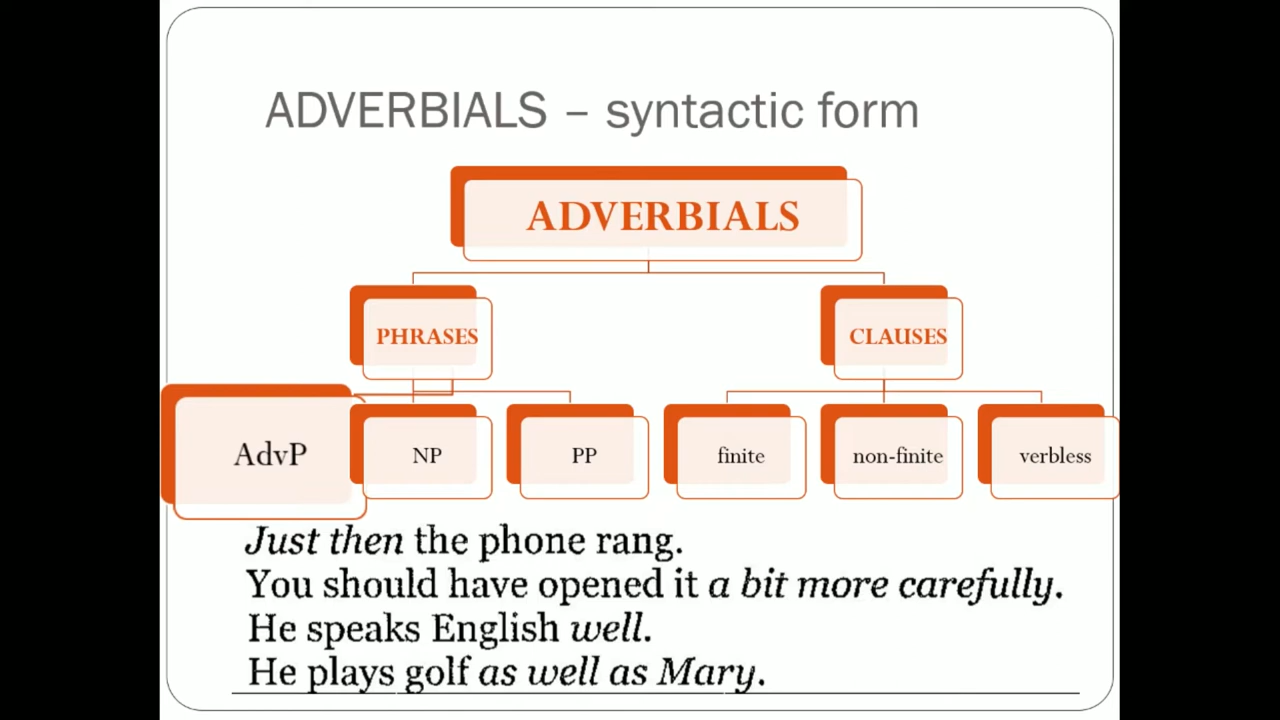 ADVERBIALS – syntactic form
ADVERBIALS
PHRASES CLAUSES
AdvP NP PP finite non-finite verbless
Just then the phone rang.
You should have opened it a bit more carefully.
He speaks English well.
He plays golf as well as Mary.